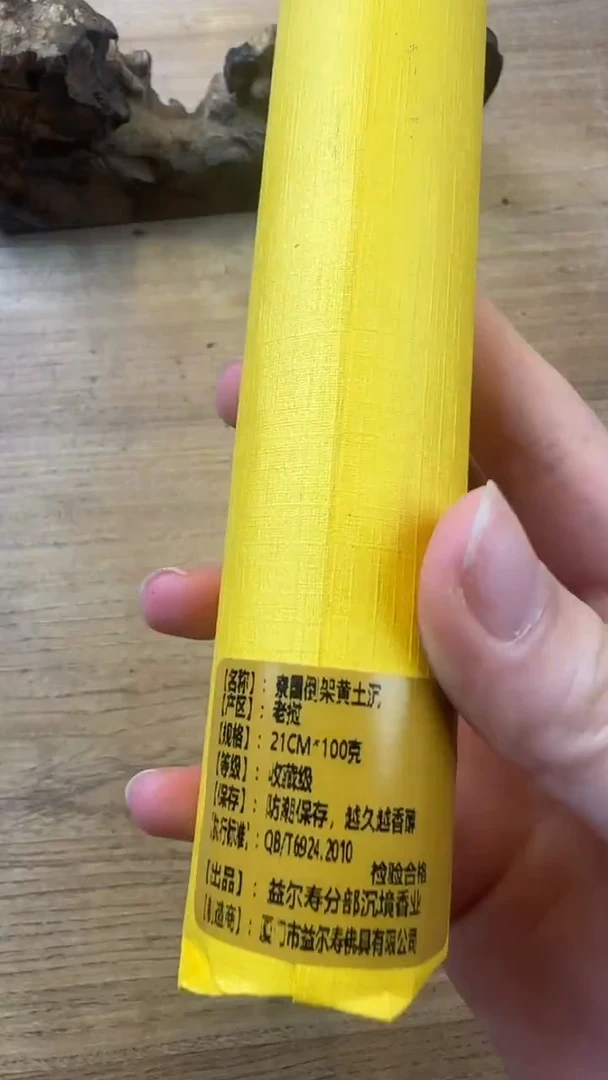 【名称】：寮國倒架黄土沉
【产区】：老挝
【规格】：21CM*100克
【等级】：收藏级
【保存】：防潮保存，越久越香醇
【执行标准】：QB/T6924.2010
检验合格
【出品】：益尔寿分部沉境香业
【制造商】：厦门市益尔寿佛具有限公司